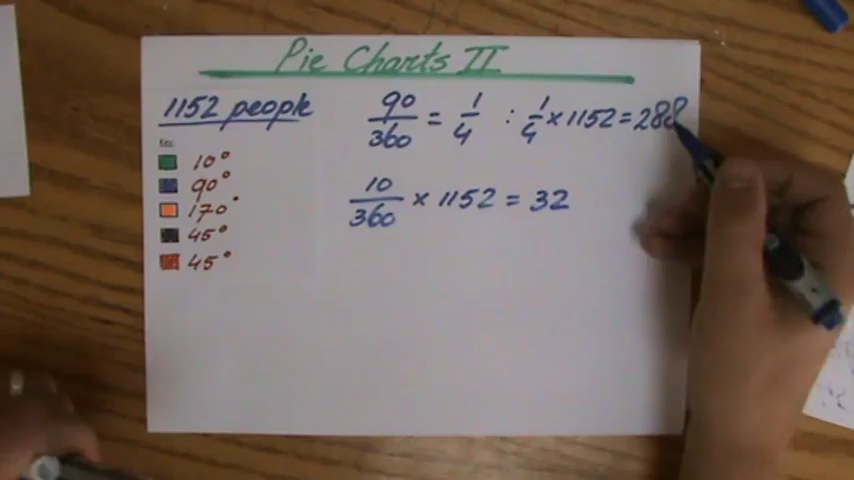 Pie Charts II
1152 people
90/360 = 1/4 : 1/4 × 1152 = 288
Key:
10°
90°
170°
45°
45°
10/360 × 1152 = 32